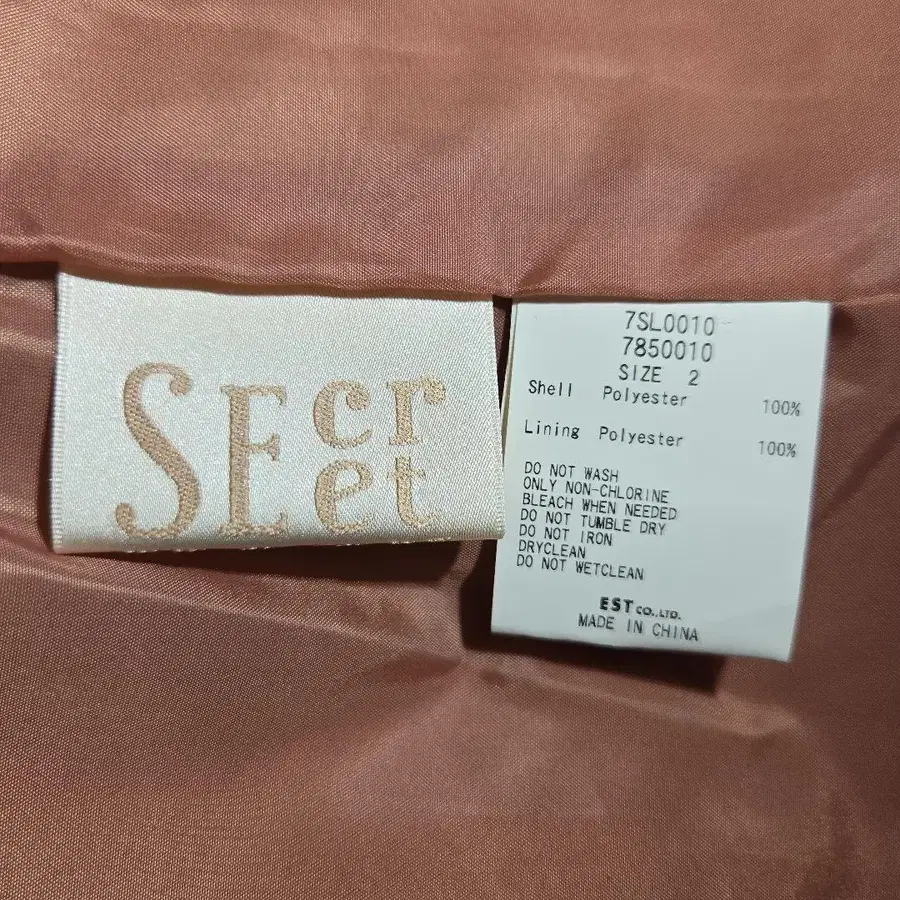 SEcr
et
7SL0010
7850010
SIZE 2
Shell Polyester 100%
Lining Polyester 100%
DO NOT WASH
ONLY NON-CHLORINE
BLEACH WHEN NEEDED
DO NOT TUMBLE DRY
DO NOT IRON
DRYCLEAN
DO NOT WETCLEAN
EST CO.,LTD.
MADE IN CHINA